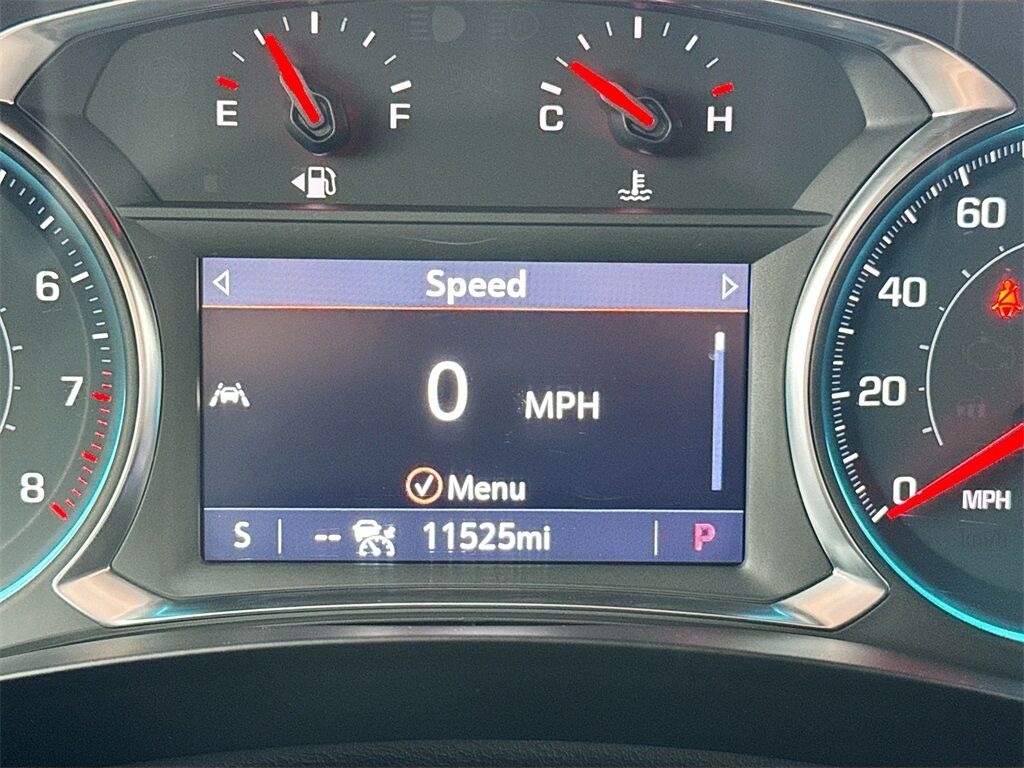 E F
C H
Speed
0 MPH
Menu
S -- 11525mi P
6
7
8
60
40
20
0
MPH